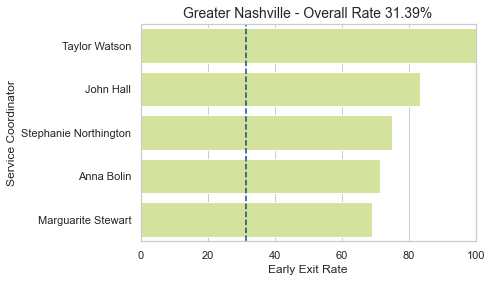 Greater Nashville - Overall Rate 31.39%
Service Coordinator
Taylor Watson
John Hall
Stephanie Northington
Anna Bolin
Marguarite Stewart
0 20 40 60 80 100
Early Exit Rate